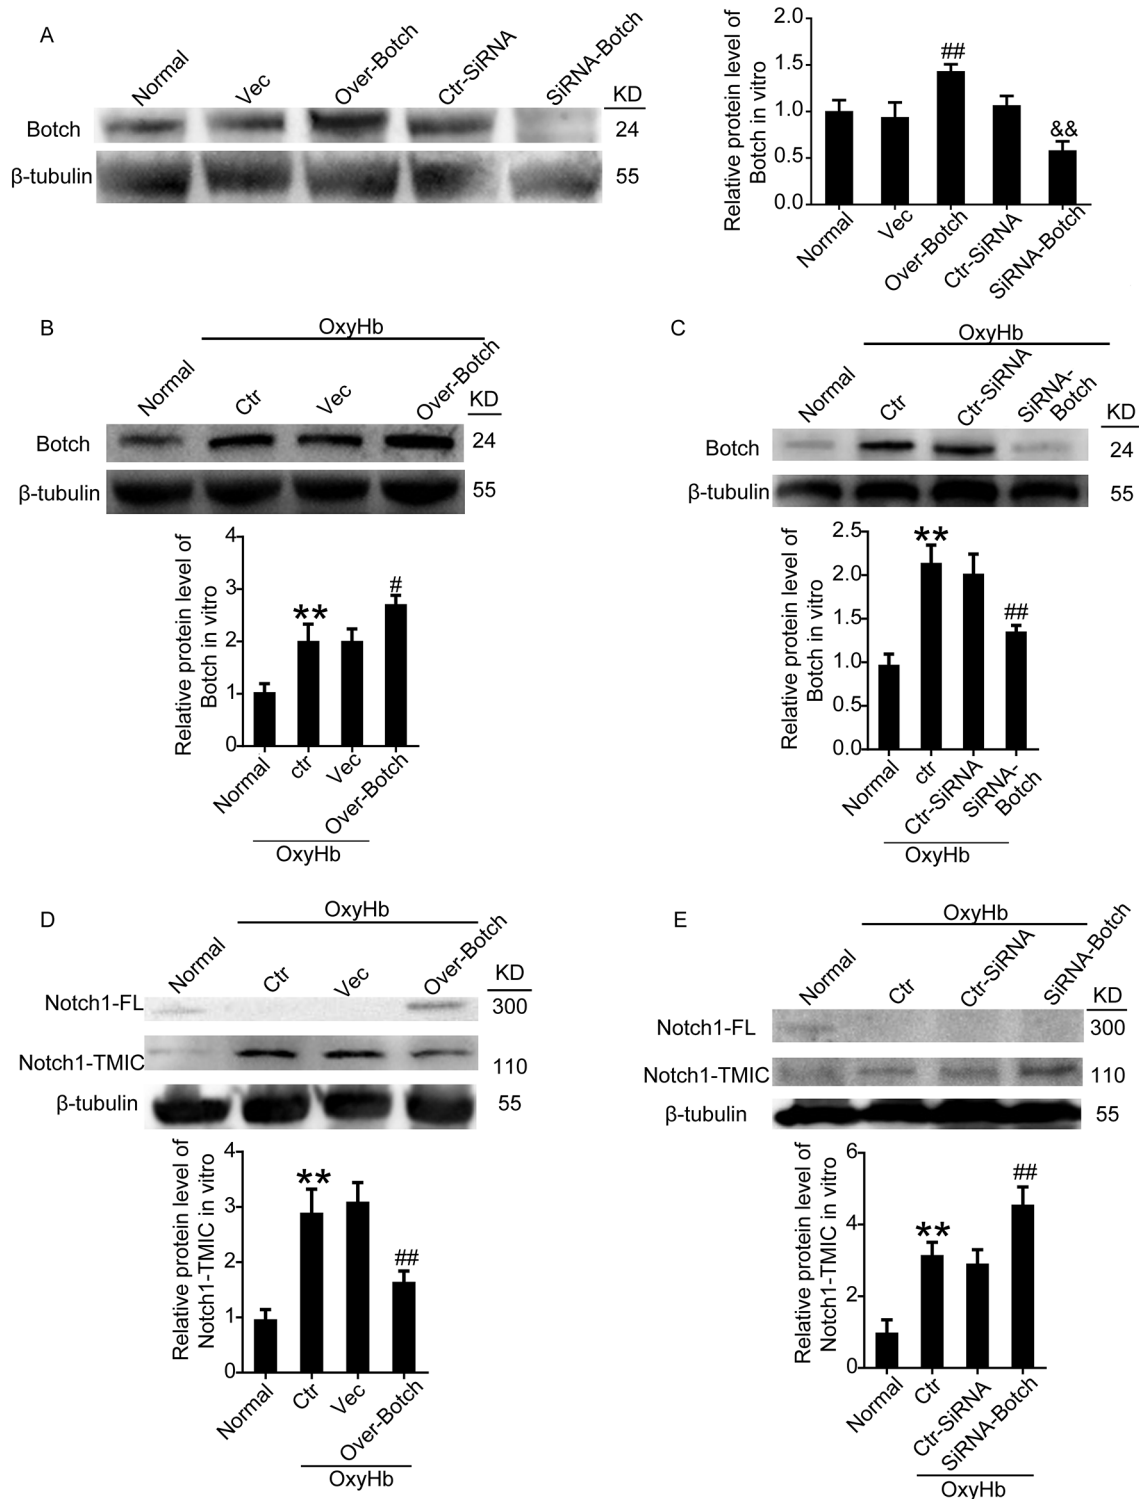 A
Normal
Vec
Over-Botch
Ctr-SiRNA
SiRNA-Botch
KD
Botch
24
β-tubulin
55
Relative protein level of
Botch in vitro
2.0
1.5
1.0
0.5
0.0
##
&&
Normal
Vec
Over-Botch
Ctr-SiRNA
SiRNA-Botch
B
OxyHb
Normal
Ctr
Vec
Over-Botch
KD
Botch
24
β-tubulin
55
Relative protein level of
Botch in vitro
4
3
2
1
0
**
#
Normal
ctr
Vec
Over-Botch
OxyHb
C
OxyHb
Normal
Ctr
Ctr-SiRNA
SiRNA-
Botch
KD
Botch
24
β-tubulin
55
Relative protein level of
Botch in vitro
2.5
2.0
1.5
1.0
0.5
0.0
**
##
Normal
ctr
Ctr-SiRNA
SiRNA-
Botch
OxyHb
D
OxyHb
Normal
Ctr
Vec
Over-Botch
KD
Notch1-FL
300
Notch1-TMIC
110
β-tubulin
55
Relative protein level of
Notch1-TMIC in vitro
4
3
2
1
0
**
##
Normal
Ctr
Vec
Over-Botch
OxyHb
E
OxyHb
Normal
Ctr
Ctr-SiRNA
SiRNA-Botch
KD
Notch1-FL
300
Notch1-TMIC
110
β-tubulin
55
Relative protein level of
Notch1-TMIC in vitro
6
4
2
0
**
##
Normal
Ctr
Ctr-SiRNA
SiRNA-Botch
OxyHb